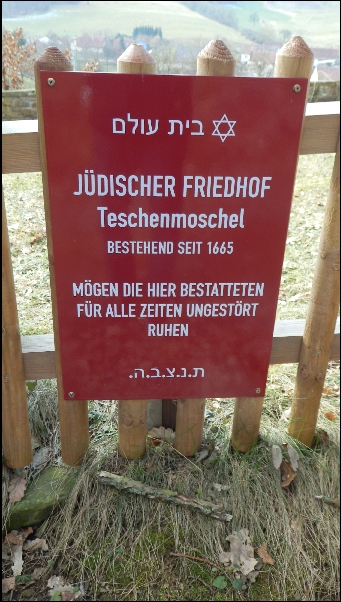 בית עולם ✡
JÜDISCHER FRIEDHOF
Teschenmoschel
BESTEHEND SEIT 1665
MÖGEN DIE HIER BESTATTETEN
FÜR ALLE ZEITEN UNGESTÖRT
RUHEN
ת.נ.צ.ב.ה.